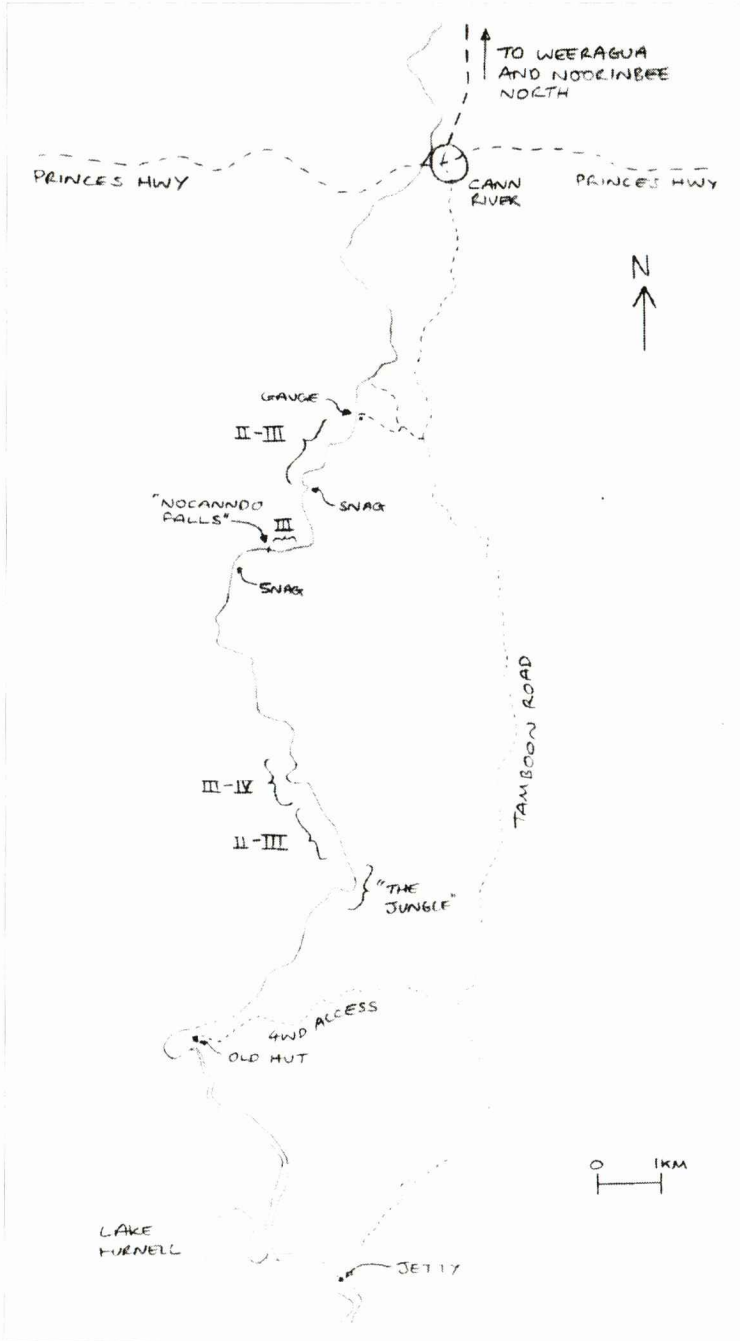 TO WEERAGUA
AND NOORINBEE
NORTH
PRINCES HWY
CANN
RIVER
PRINCES HWY
N
GAUGE
II-III
"NOCANNDO
FALLS"
III
SNAG
SNAG
TAMBOON ROAD
III-IV
II-III
"THE
JUNGLE"
4WD ACCESS
OLD HUT
0 1KM
LAKE
FURNELL
JETTY